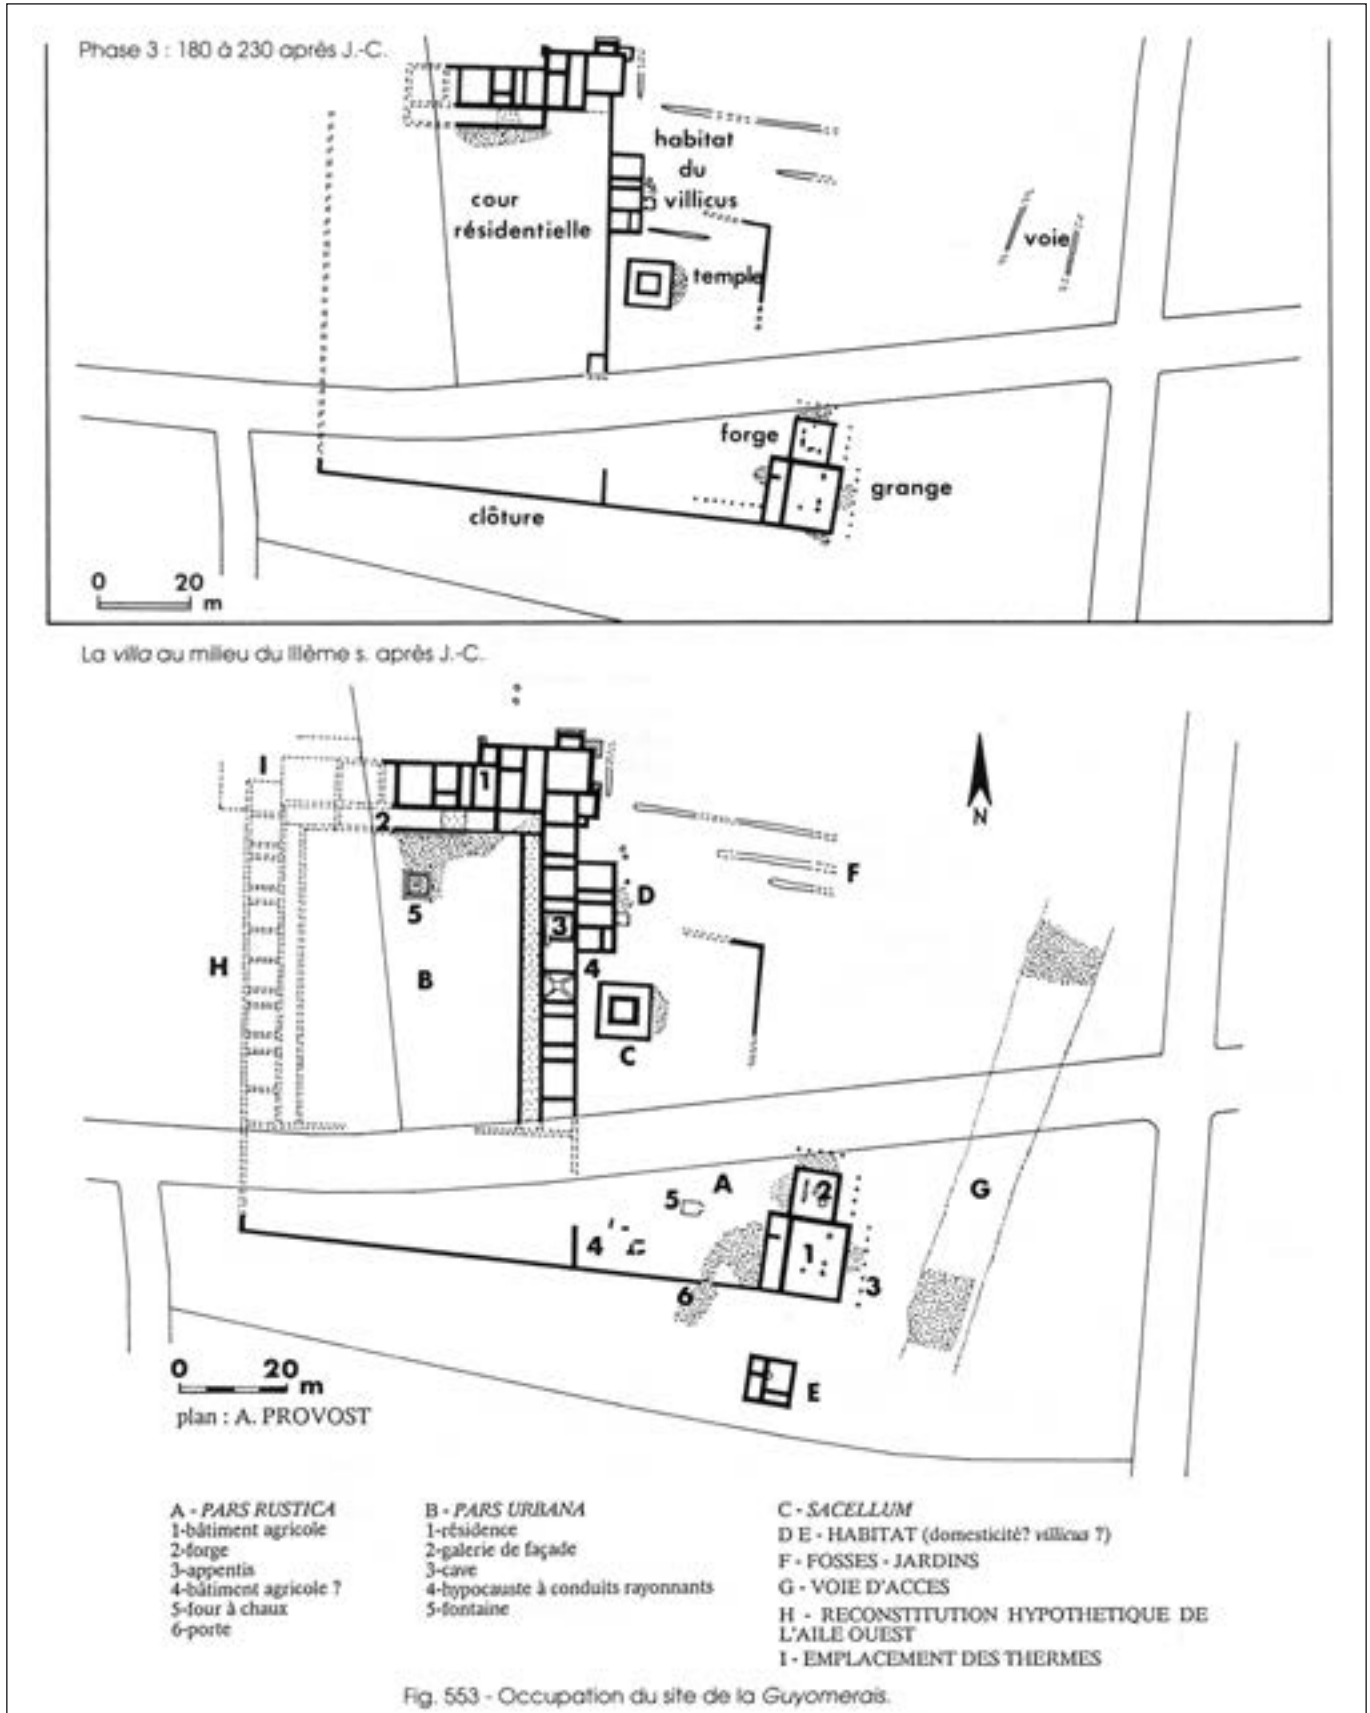 Phase 3 : 180 à 230 après J.-C.
habitat
du
villicus
cour
résidentielle
voie
temple
forge
grange
clôture
0 20
m
La villa au milieu du IIIème s. après J.-C.
I
1
2
N
F
5
D
3
H
B
4
C
A
5
2
G
4
1
3
6
0 20
m
E
plan : A. PROVOST
A - PARS RUSTICA
1-bâtiment agricole
2-forge
3-appentis
4-bâtiment agricole ?
5-four à chaux
6-porte
B - PARS URBANA
1-résidence
2-galerie de façade
3-cave
4-hypocauste à conduits rayonnants
5-fontaine
C - SACELLUM
D E - HABITAT (domesticité? villicus ?)
F - FOSSES - JARDINS
G - VOIE D'ACCES
H - RECONSTITUTION HYPOTHETIQUE DE
L'AILE OUEST
I - EMPLACEMENT DES THERMES
Fig. 553 - Occupation du site de la Guyomerais.